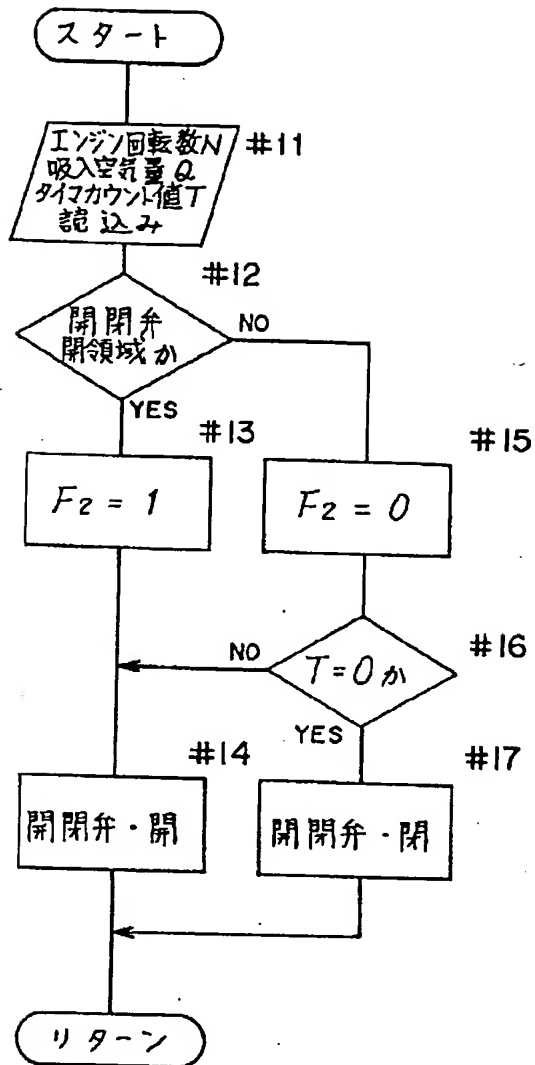 スタート
エンジン回転数N
吸入空気量Q
タイマカウント値T
読込み
#11
#12
開閉弁
開領域か
NO
YES
#13
F2 = 1
#15
F2 = 0
#16
T=0か
NO
YES
#14
開閉弁・開
#17
開閉弁・閉
リターン